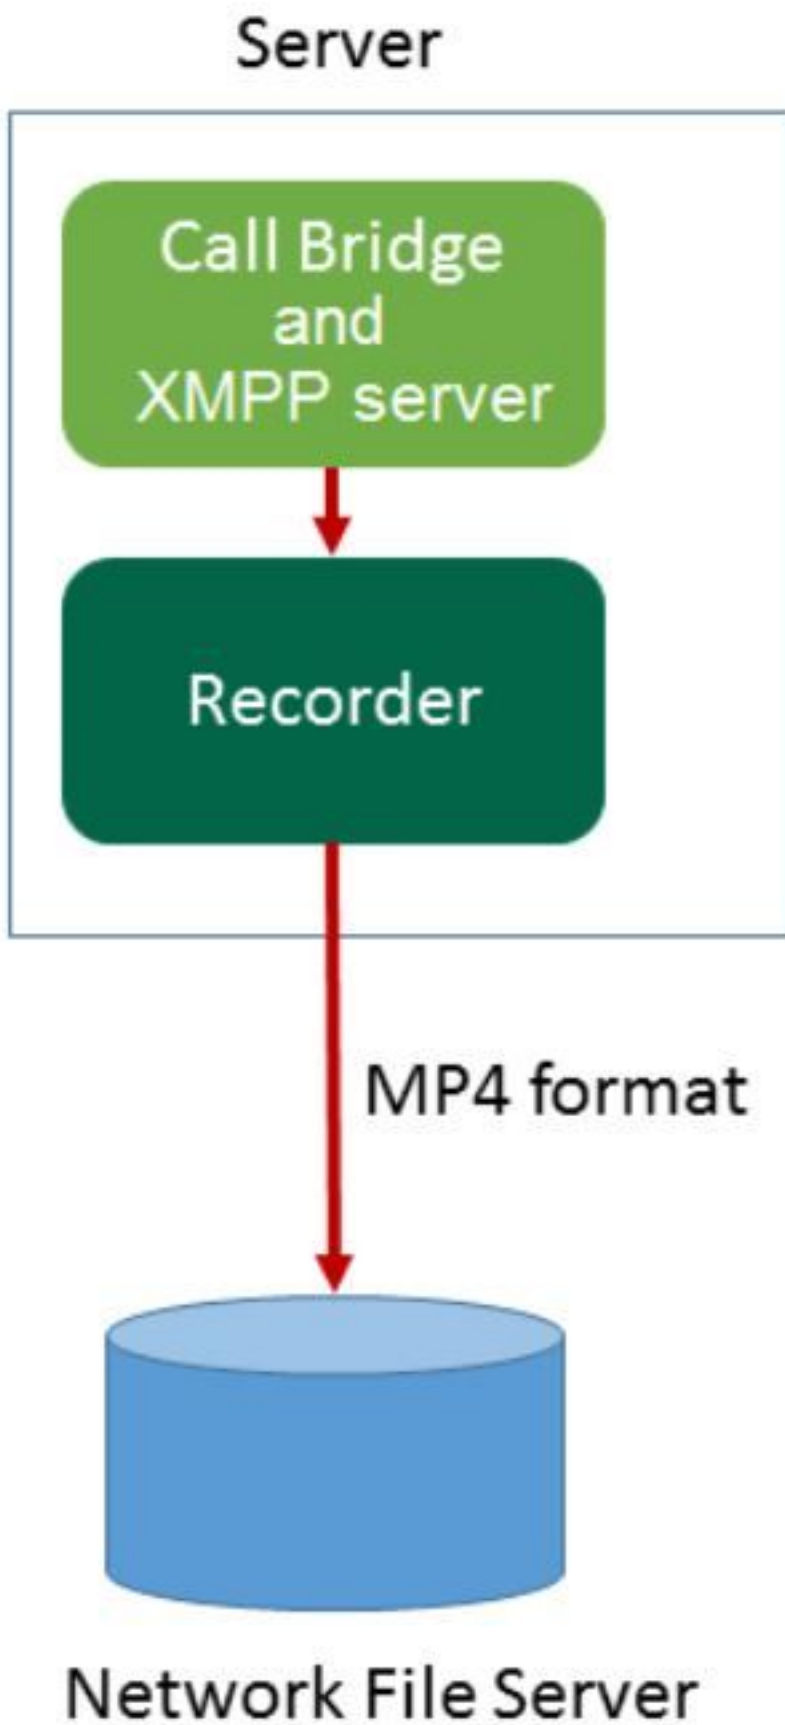 Server
Call Bridge
and
XMPP server
Recorder
MP4 format
Network File Server